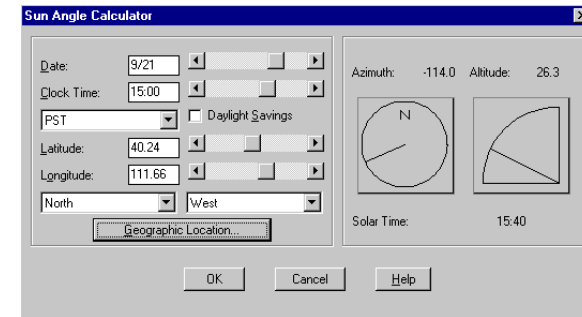 Sun Angle Calculator
Date: 9/21
Clock Time: 15:00
PST Daylight Savings
Latitude: 40.24
Longitude: 111.66
North West
Geographic Location...
Azimuth: -114.0 Altitude: 26.3
N
Solar Time: 15:40
OK Cancel Help